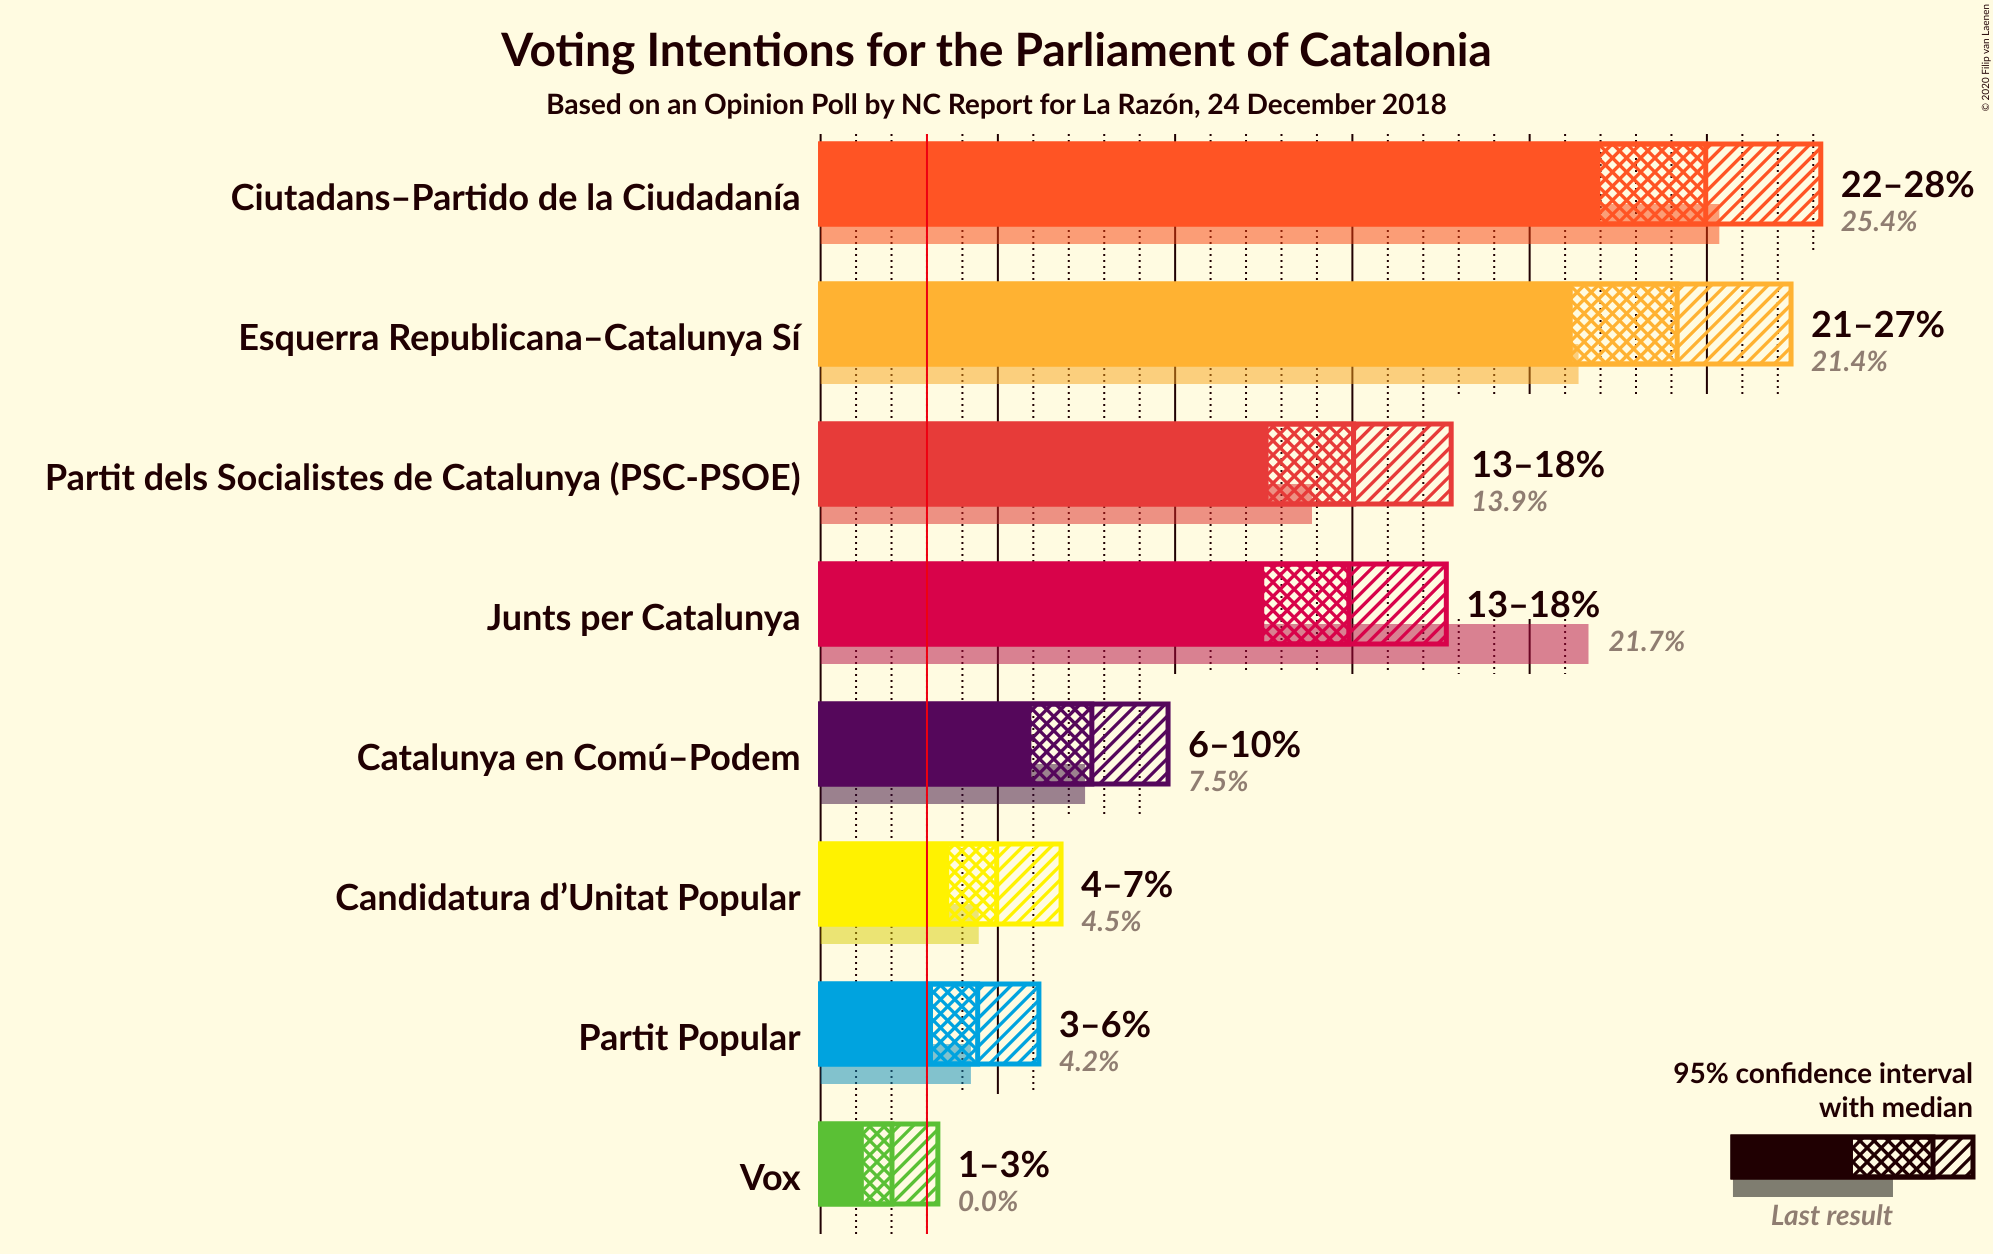 Voting Intentions for the Parliament of Catalonia
Based on an Opinion Poll by NC Report for La Razón, 24 December 2018
© 2020 Filip van Laenen
Ciutadans–Partido de la Ciudadanía
22–28%
25.4%
Esquerra Republicana–Catalunya Sí
21–27%
21.4%
Partit dels Socialistes de Catalunya (PSC-PSOE)
13–18%
13.9%
Junts per Catalunya
13–18%
21.7%
Catalunya en Comú–Podem
6–10%
7.5%
Candidatura d’Unitat Popular
4–7%
4.5%
Partit Popular
3–6%
4.2%
Vox
1–3%
0.0%
95% confidence interval
with median
Last result